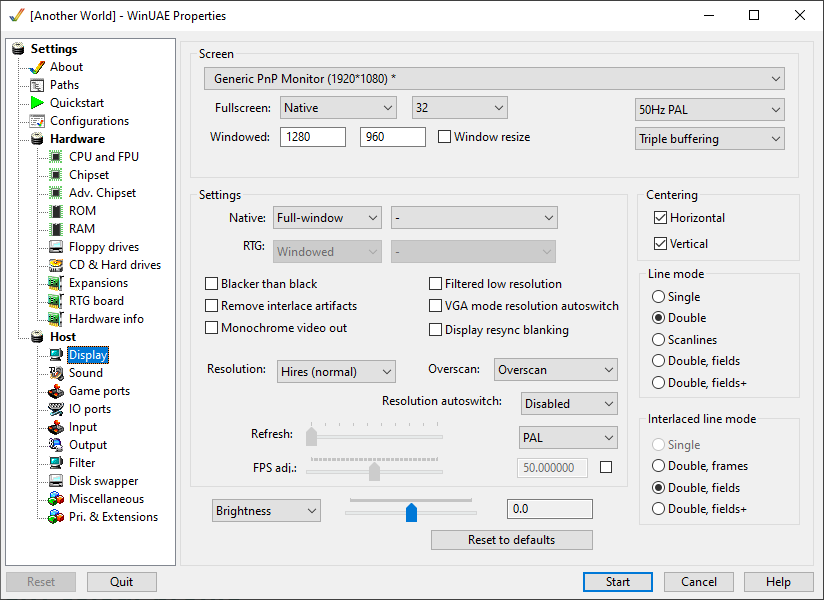 [Another World] - WinUAE Properties
Settings
About
Paths
Quickstart
Configurations
Hardware
CPU and FPU
Chipset
Adv. Chipset
ROM
RAM
Floppy drives
CD & Hard drives
Expansions
RTG board
Hardware info
Host
Display
Sound
Game ports
IO ports
Input
Output
Filter
Disk swapper
Miscellaneous
Pri. & Extensions
Screen
Generic PnP Monitor (1920*1080) *
Fullscreen: Native 32 50Hz PAL
Windowed: 1280 960 Window resize Triple buffering
Settings
Native: Full-window -
RTG: Windowed -
Blacker than black Filtered low resolution
Remove interlace artifacts VGA mode resolution autoswitch
Monochrome video out Display resync blanking
Resolution: Hires (normal) Overscan: Overscan
Resolution autoswitch: Disabled
Refresh: PAL
FPS adj.: 50.000000
Brightness 0.0
Reset to defaults
Centering
Horizontal
Vertical
Line mode
Single
Double
Scanlines
Double, fields
Double, fields+
Interlaced line mode
Single
Double, frames
Double, fields
Double, fields+
Reset Quit Start Cancel Help